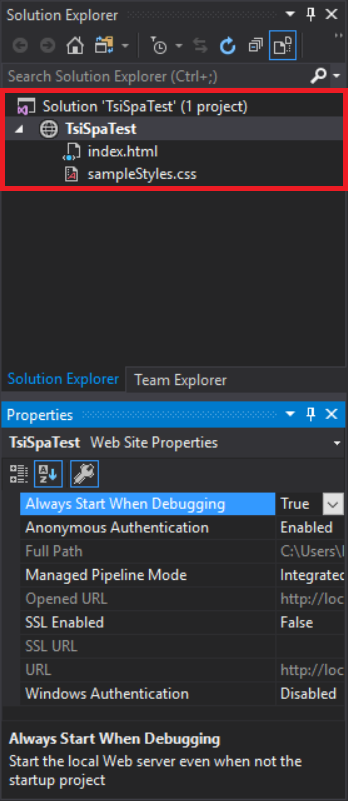 Solution Explorer
Search Solution Explorer (Ctrl+;)
Solution 'TsiSpaTest' (1 project)
TsiSpaTest
index.html
sampleStyles.css
Solution Explorer Team Explorer
Properties
TsiSpaTest Web Site Properties
Always Start When Debugging True
Anonymous Authentication Enabled
Full Path C:\Users\
Managed Pipeline Mode Integrated
Opened URL http://loc
SSL Enabled False
SSL URL
URL http://loc
Windows Authentication Disabled
Always Start When Debugging
Start the local Web server even when not the
startup project